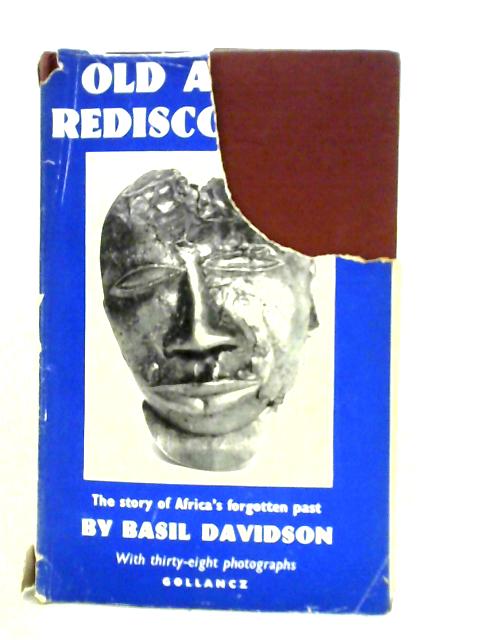 OLD A
REDISCO
The story of Africa's forgotten past
BY BASIL DAVIDSON
With thirty-eight photographs
GOLLANCZ